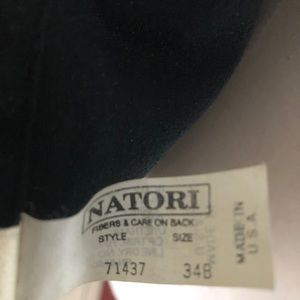 NATORI
FIBERS & CARE ON BACK
STYLE SIZE
71437 34B
MADE IN
U.S.A.